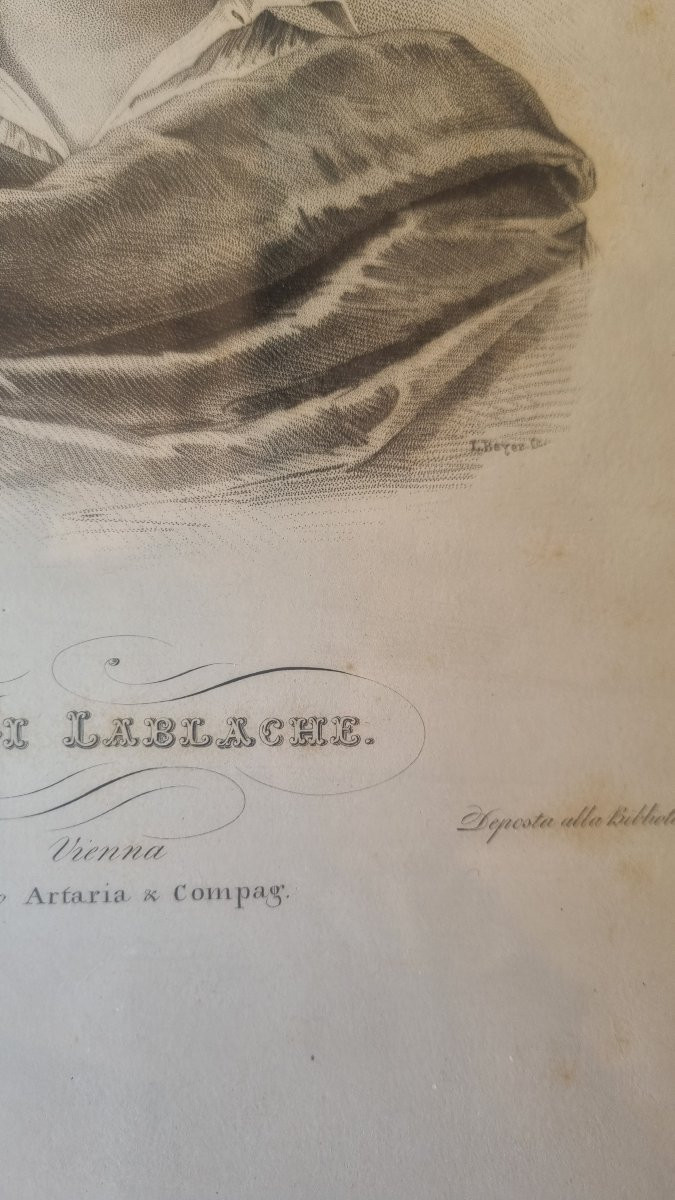 L. Beyer
I LABLACHE.
Deposta alla Bibliot
Vienna
Artaria & Compag.